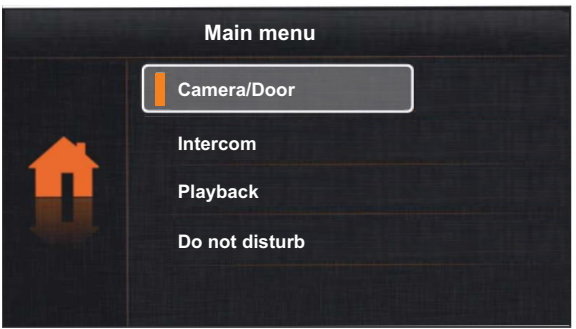 Main menu
Camera/Door
Intercom
Playback
Do not disturb